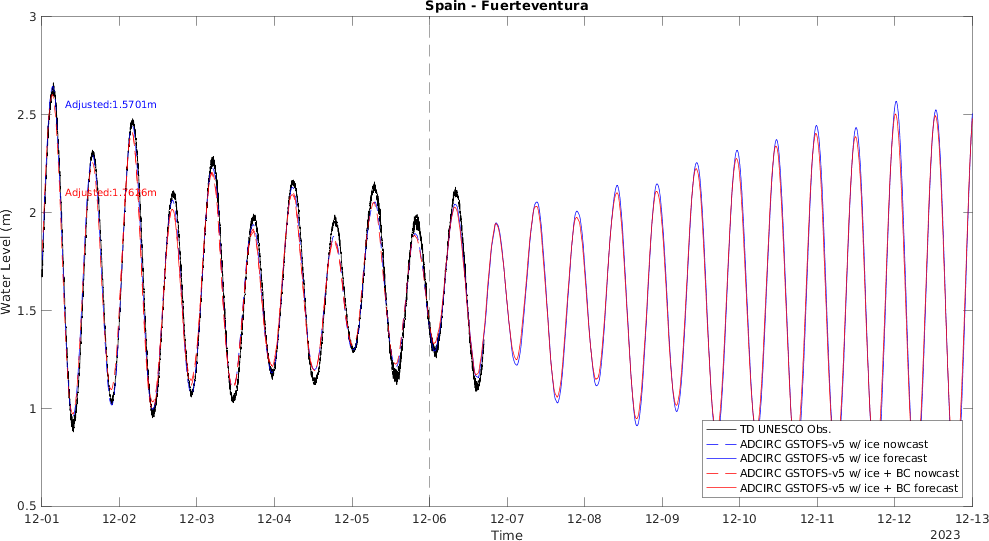 Spain - Fuerteventura
3
2.5
2
1.5
1
0.5
Water Level (m)
Adjusted:1.5701m
Adjusted:1.7626m
TD UNESCO Obs.
ADCIRC GSTOFS-v5 w/ ice nowcast
ADCIRC GSTOFS-v5 w/ ice forecast
ADCIRC GSTOFS-v5 w/ ice + BC nowcast
ADCIRC GSTOFS-v5 w/ ice + BC forecast
12-01 12-02 12-03 12-04 12-05 12-06 12-07 12-08 12-09 12-10 12-11 12-12 12-13
Time
2023